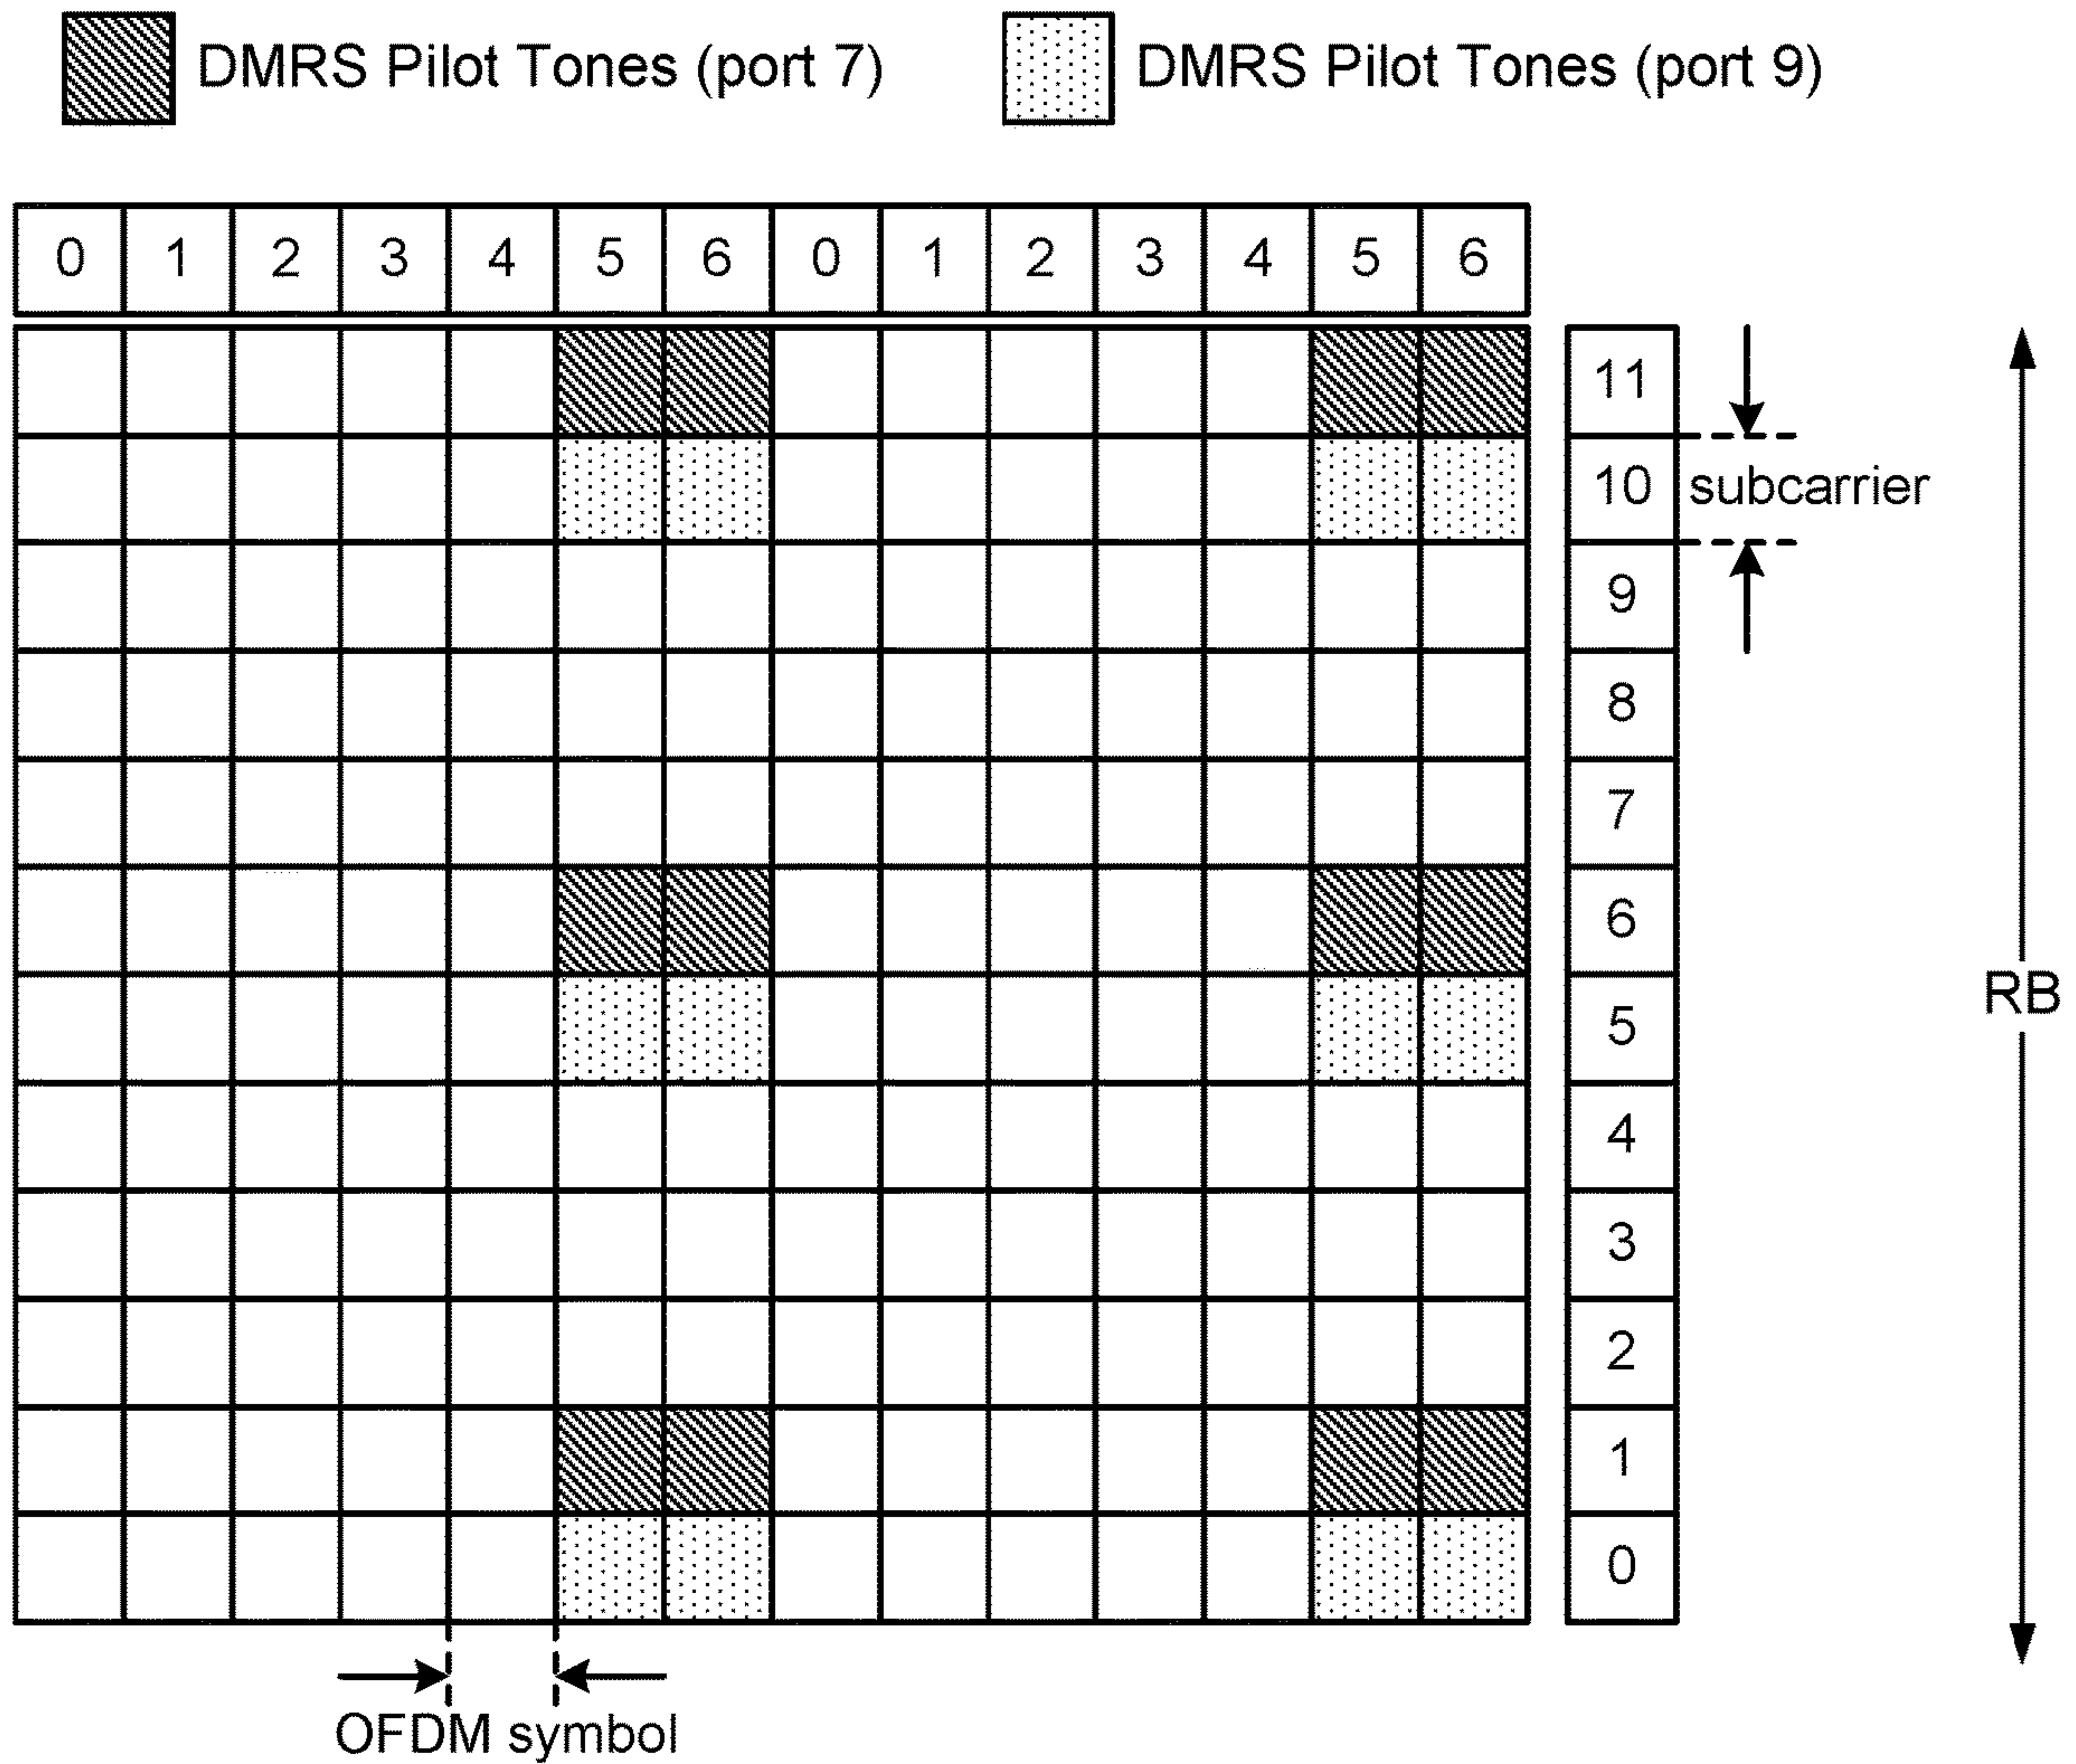 DMRS Pilot Tones (port 7) DMRS Pilot Tones (port 9)
0 1 2 3 4 5 6 0 1 2 3 4 5 6
11
10 subcarrier
9
8
7
6
RB
5
4
3
2
1
0
OFDM symbol